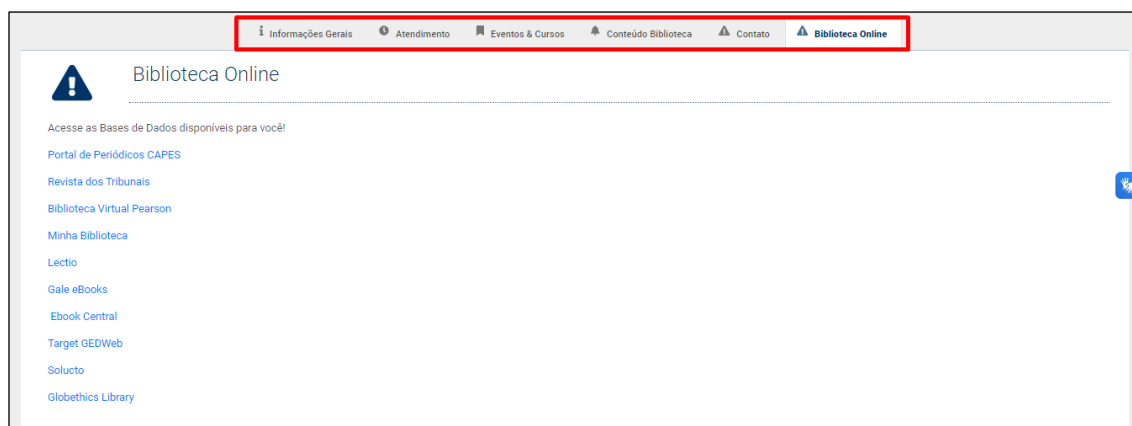 Informações Gerais Atendimento Eventos & Cursos Conteúdo Biblioteca Contato Biblioteca Online
Biblioteca Online
Acesse as Bases de Dados disponíveis para você!
Portal de Periódicos CAPES
Revista dos Tribunais
Biblioteca Virtual Pearson
Minha Biblioteca
Lectio
Gale eBooks
Ebook Central
Target GEDWeb
Solucto
Globethics Library